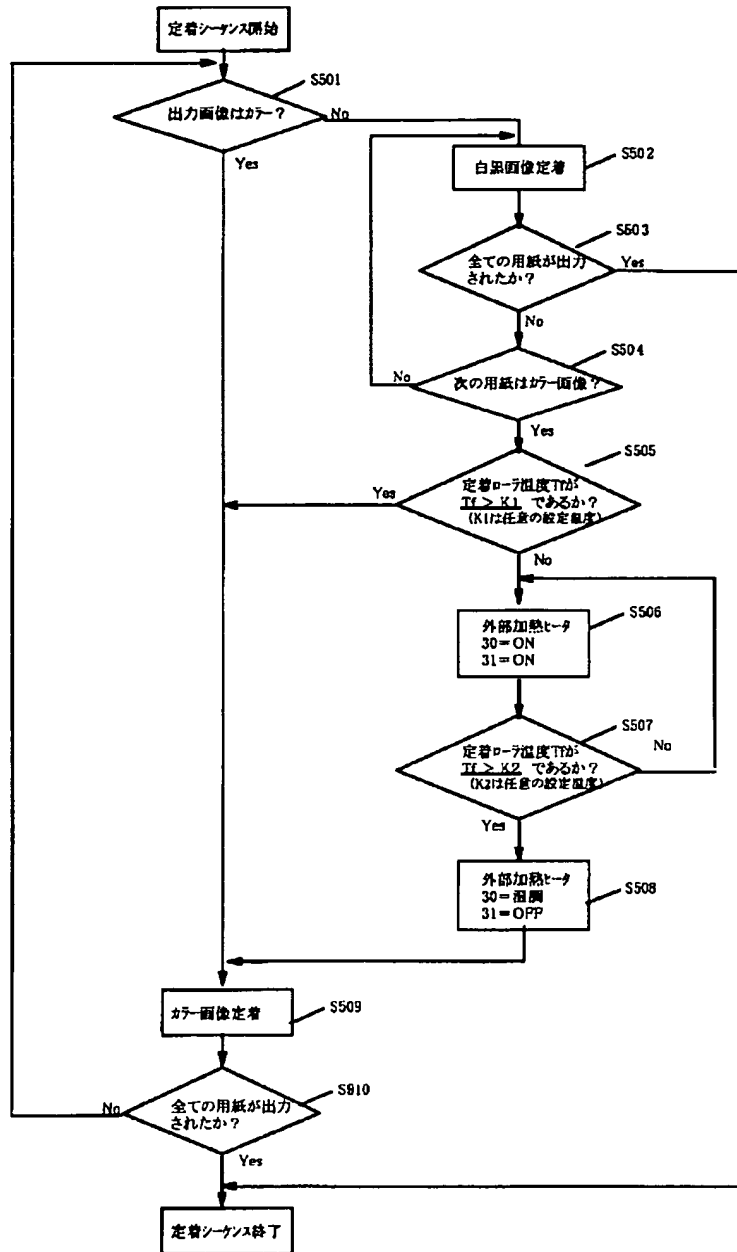 定着シーケンス開始
S501
出力画像はカラー？
No
Yes
白黒画像定着
S502
S503
全ての用紙が出力
されたか？
Yes
No
S504
次の用紙はカラー画像？
No
Yes
S505
定着ローラ温度Tfが
Tf > K1 であるか？
(K1は任意の設定温度)
Yes
No
S506
外部加熱ヒータ
30=ON
31=ON
S507
定着ローラ温度Tfが
Tf > K2 であるか？
(K2は任意の設定温度)
No
Yes
外部加熱ヒータ
30=温調
31=OFF
S508
カラー画像定着
S509
S910
全ての用紙が出力
されたか？
No
Yes
定着シーケンス終了